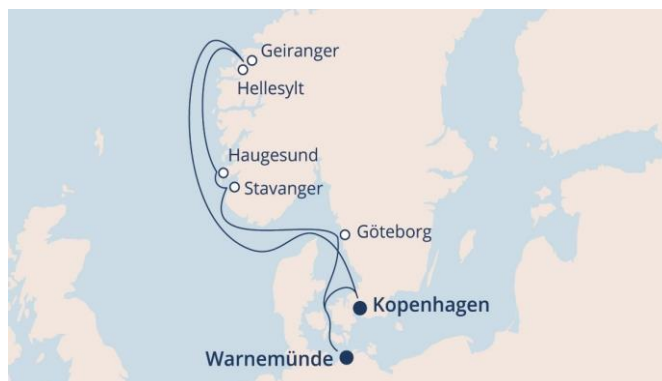 Geiranger
Hellesylt
Haugesund
Stavanger
Göteborg
Kopenhagen
Warnemünde